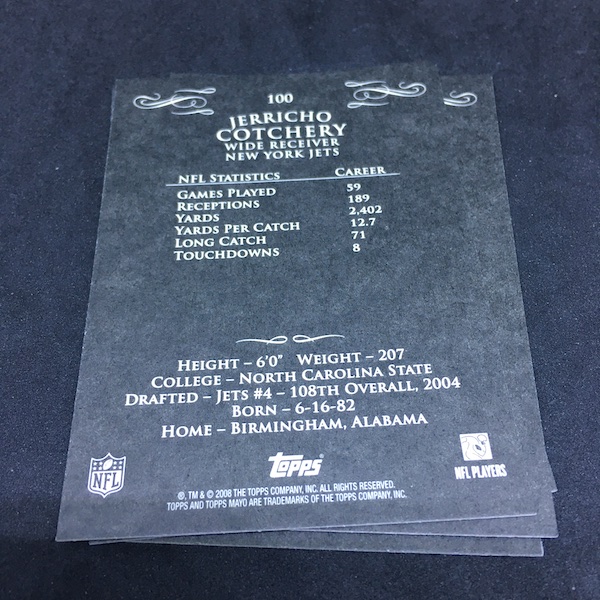 100
JERRICHO
COTCHERY
WIDE RECEIVER
NEW YORK JETS
NFL STATISTICS CAREER
GAMES PLAYED 59
RECEPTIONS 189
YARDS 2,402
YARDS PER CATCH 12.7
LONG CATCH 71
TOUCHDOWNS 8
HEIGHT – 6'0" WEIGHT – 207
COLLEGE – NORTH CAROLINA STATE
DRAFTED – JETS #4 – 108TH OVERALL, 2004
BORN – 6-16-82
HOME – BIRMINGHAM, ALABAMA
NFL topps NFL PLAYERS
®, TM & © 2008 THE TOPPS COMPANY, INC. ALL RIGHTS RESERVED.
TOPPS AND TOPPS MAYO ARE TRADEMARKS OF THE TOPPS COMPANY, INC.